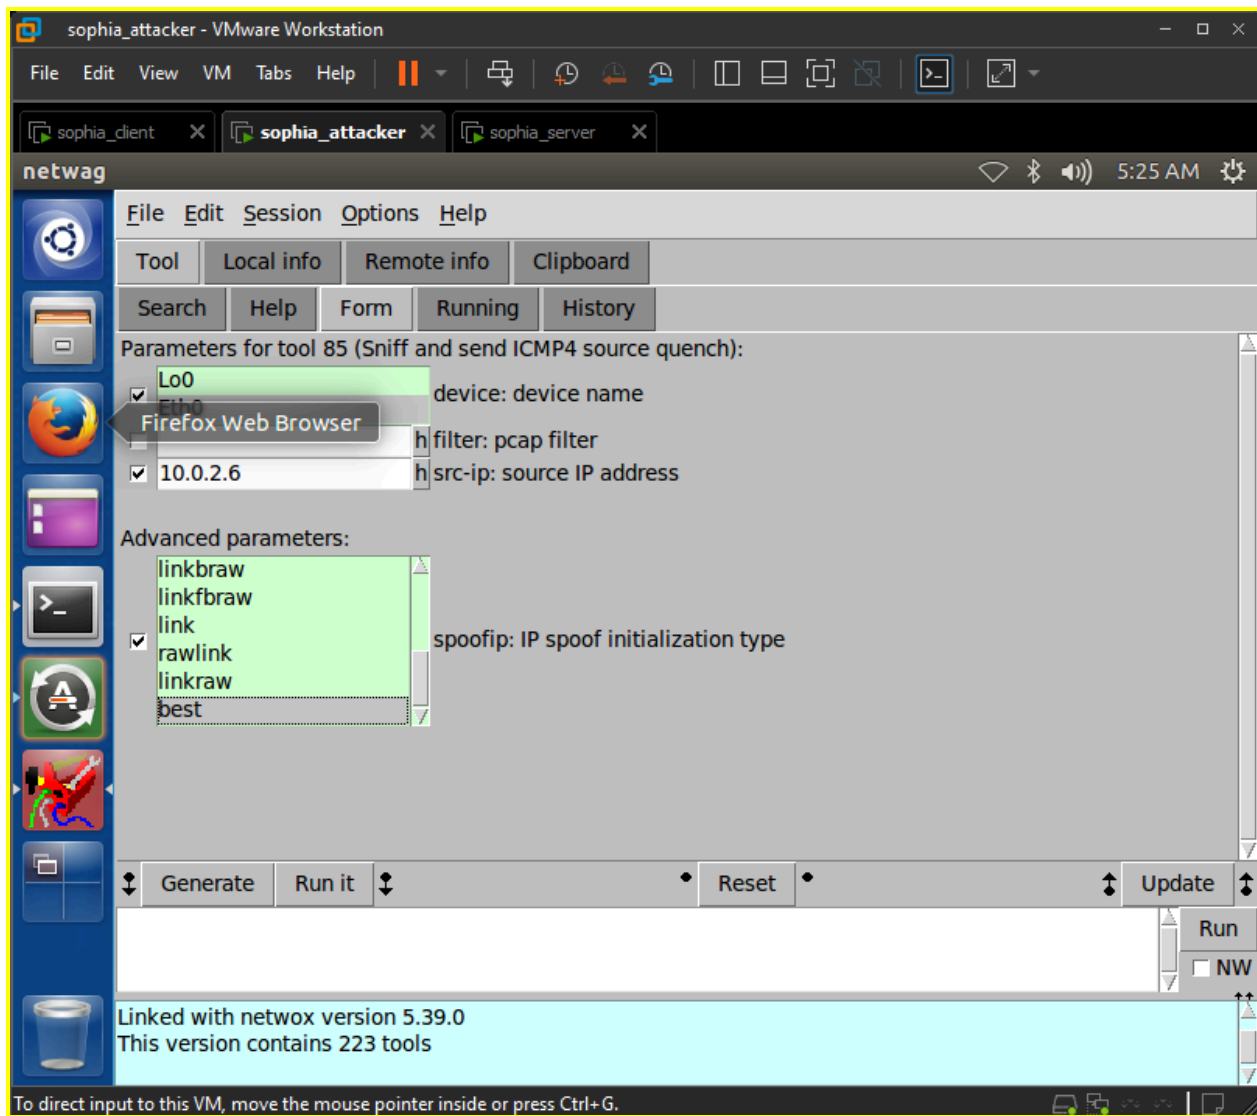 sophia_attacker - VMware Workstation
File Edit View VM Tabs Help
sophia_client sophia_attacker sophia_server
netwag 5:25 AM
File Edit Session Options Help
Tool Local info Remote info Clipboard
Search Help Form Running History
Parameters for tool 85 (Sniff and send ICMP4 source quench):
Lo0
Eth0
device: device name
Firefox Web Browser
h filter: pcap filter
10.0.2.6 h src-ip: source IP address
Advanced parameters:
linkbraw
linkfbraw
link
rawlink
linkraw
best
spoofip: IP spoof initialization type
Generate Run it Reset Update
Run
NW
Linked with netwox version 5.39.0
This version contains 223 tools
To direct input to this VM, move the mouse pointer inside or press Ctrl+G.